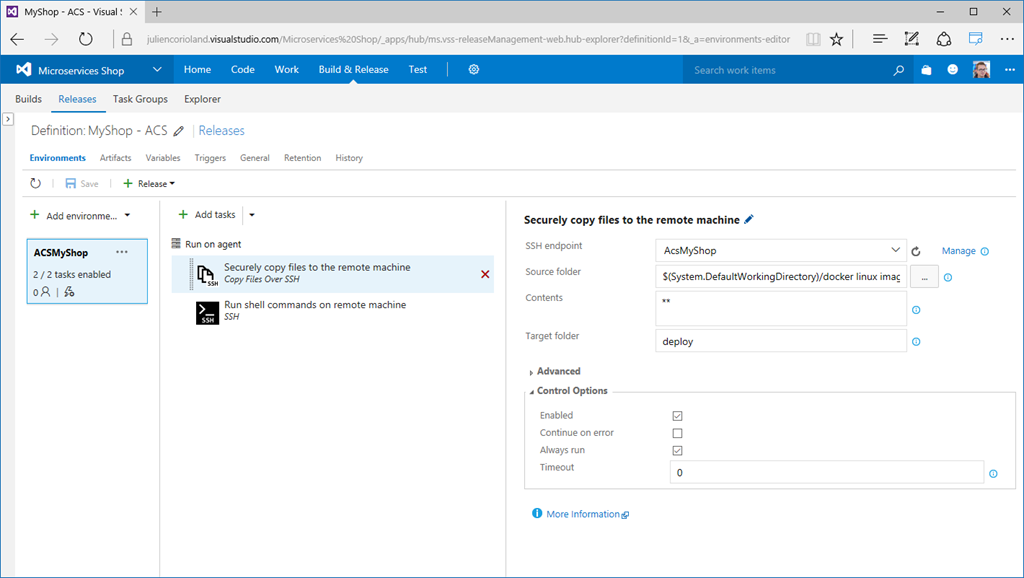 MyShop - ACS - Visual S
juliencorioland.visualstudio.com/Microservices%20Shop/_apps/hub/ms.vss-releaseManagement-web.hub-explorer?definitionId=1&_a=environments-editor
Microservices Shop
Home Code Work Build & Release Test
Search work items
Builds Releases Task Groups Explorer
Definition: MyShop - ACS | Releases
Environments Artifacts Variables Triggers General Retention History
Save + Release
+ Add environme...
ACSMyShop ...
2 / 2 tasks enabled
0
+ Add tasks
Run on agent
SSH
Securely copy files to the remote machine
Copy Files Over SSH
SSH
Run shell commands on remote machine
SSH
Securely copy files to the remote machine
SSH endpoint AcsMyShop Manage
Source folder $(System.DefaultWorkingDirectory)/docker linux imag ...
Contents **
Target folder deploy
Advanced
Control Options
Enabled
Continue on error
Always run
Timeout 0
More Information